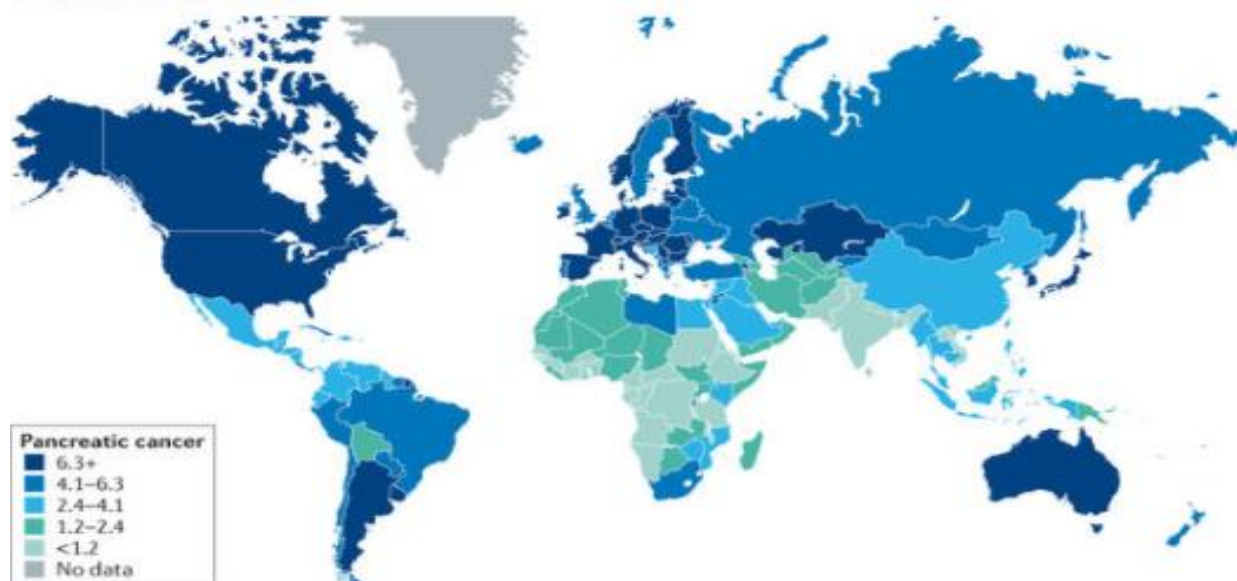 Pancreatic cancer
6.3+
4.1–6.3
2.4–4.1
1.2–2.4
<1.2
No data